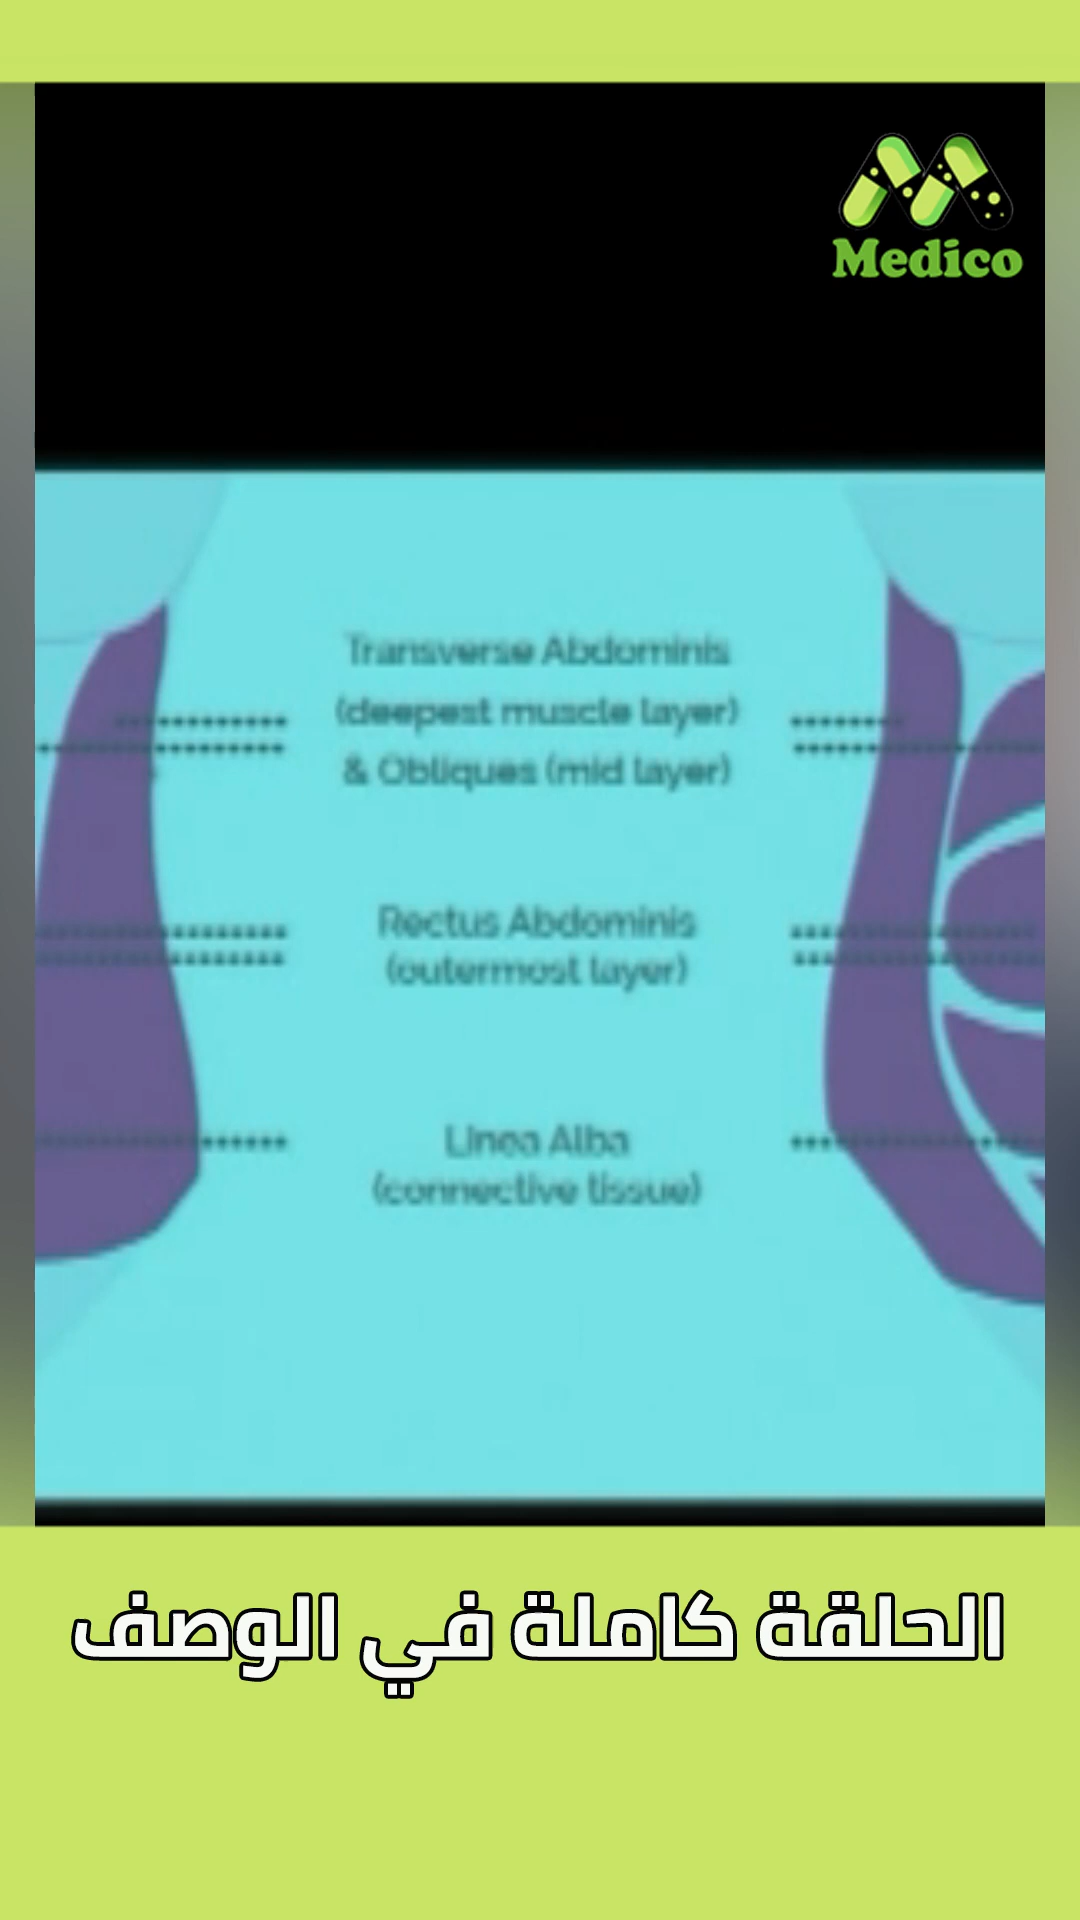 Medico
Transverse Abdominis
(deepest muscle layer)
& Obliques (mid layer)
Rectus Abdominis
(outermost layer)
Linea Alba
(connective tissue)
الحلقة كاملة في الوصف